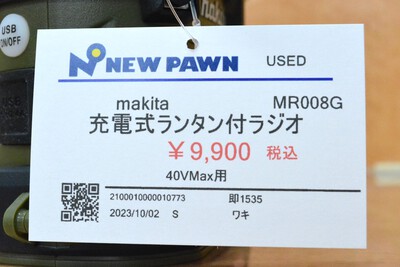 USB
ON/OFF
NEW PAWN USED
makita MR008G
充電式ランタン付ラジオ
￥9,900 税込
40VMax用
2100010000010773 即1535
2023/10/02 S ワキ